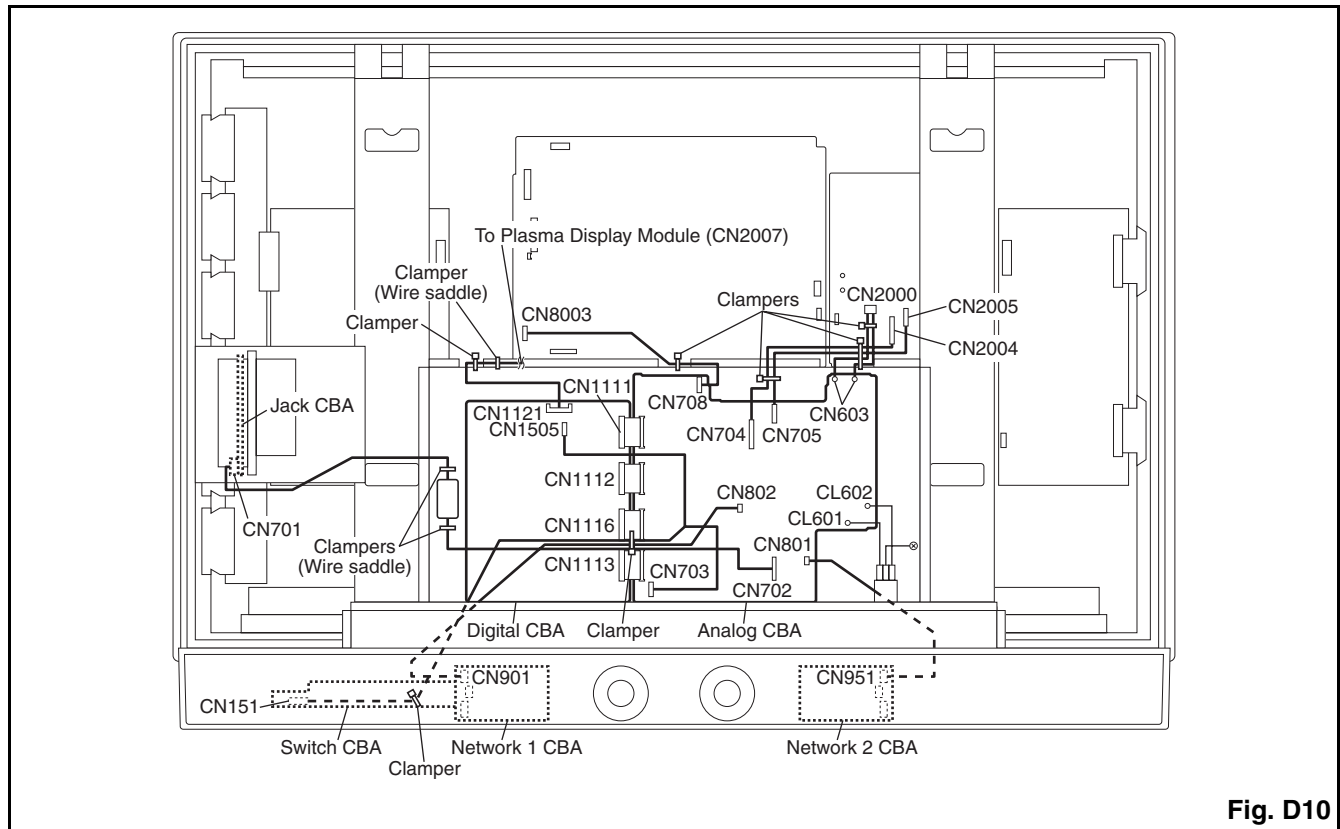 To Plasma Display Module (CN2007)
Clamper
(Wire saddle)
Clamper
CN8003
Clampers
CN2000
CN2005
CN2004
Jack CBA
CN1111
CN1121
CN1505
CN708
CN704
CN705
CN603
CN701
Clampers
(Wire saddle)
CN1112
CN1116
CN1113
CN802
CL602
CL601
CN801
CN703
CN702
Digital CBA
Clamper
Analog CBA
CN901
CN951
CN151
Switch CBA
Clamper
Network 1 CBA
Network 2 CBA
Fig. D10